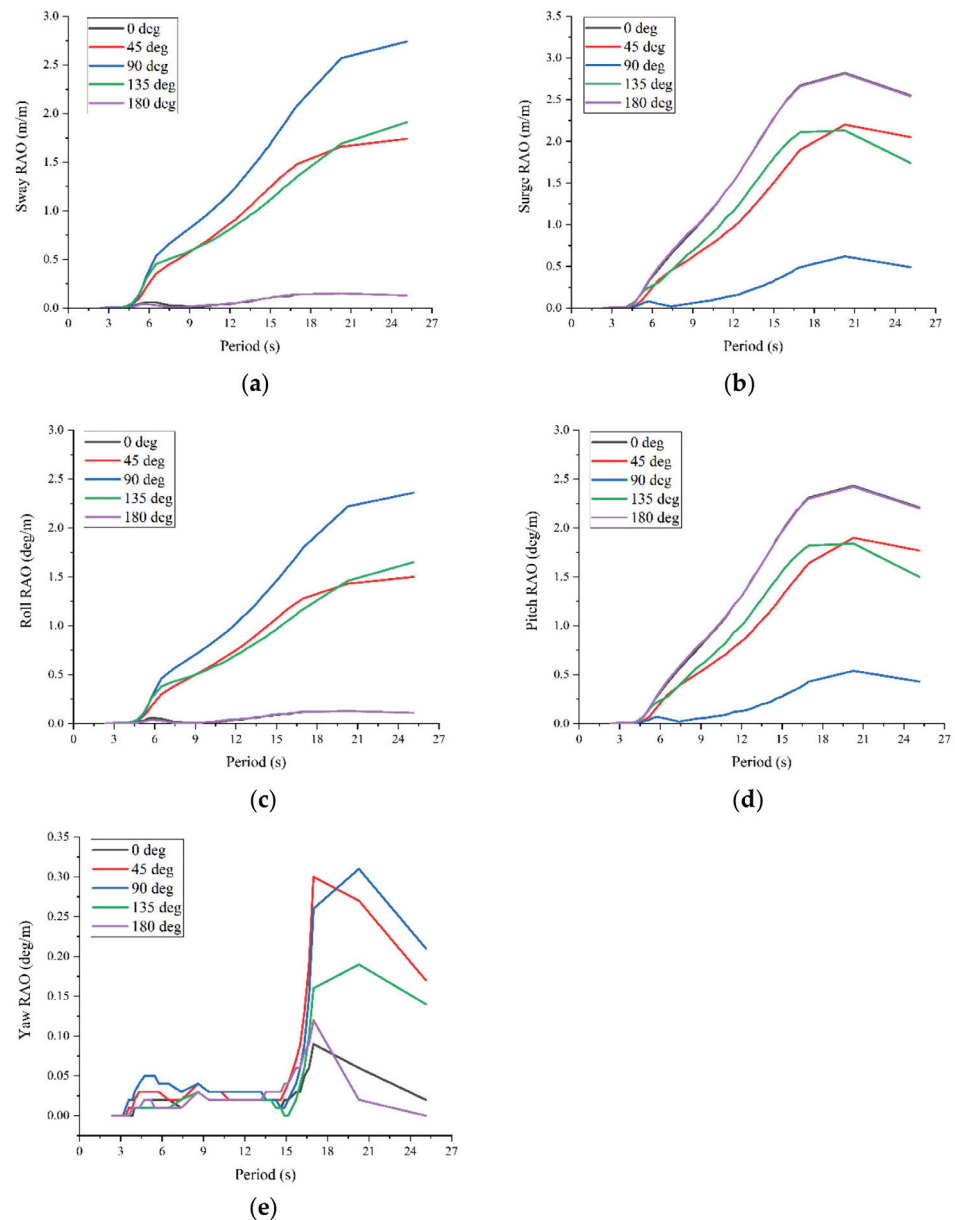 3.0
2.5
2.0
1.5
1.0
0.5
0.0
Sway RAO (m/m)
0 deg
45 deg
90 deg
135 deg
180 deg
0 3 6 9 12 15 18 21 24 27
Period (s)
(a)
3.5
3.0
2.5
2.0
1.5
1.0
0.5
0.0
Surge RAO (m/m)
0 deg
45 deg
90 deg
135 deg
180 deg
0 3 6 9 12 15 18 21 24 27
Period (s)
(b)
3.0
2.5
2.0
1.5
1.0
0.5
0.0
Roll RAO (deg/m)
0 deg
45 deg
90 deg
135 deg
180 deg
0 3 6 9 12 15 18 21 24 27
Period (s)
(c)
3.0
2.5
2.0
1.5
1.0
0.5
0.0
Pitch RAO (deg/m)
0 deg
45 deg
90 deg
135 deg
180 deg
0 3 6 9 12 15 18 21 24 27
Period (s)
(d)
0.35
0.30
0.25
0.20
0.15
0.10
0.05
0.00
Yaw RAO (deg/m)
0 deg
45 deg
90 deg
135 deg
180 deg
0 3 6 9 12 15 18 21 24 27
Period (s)
(e)